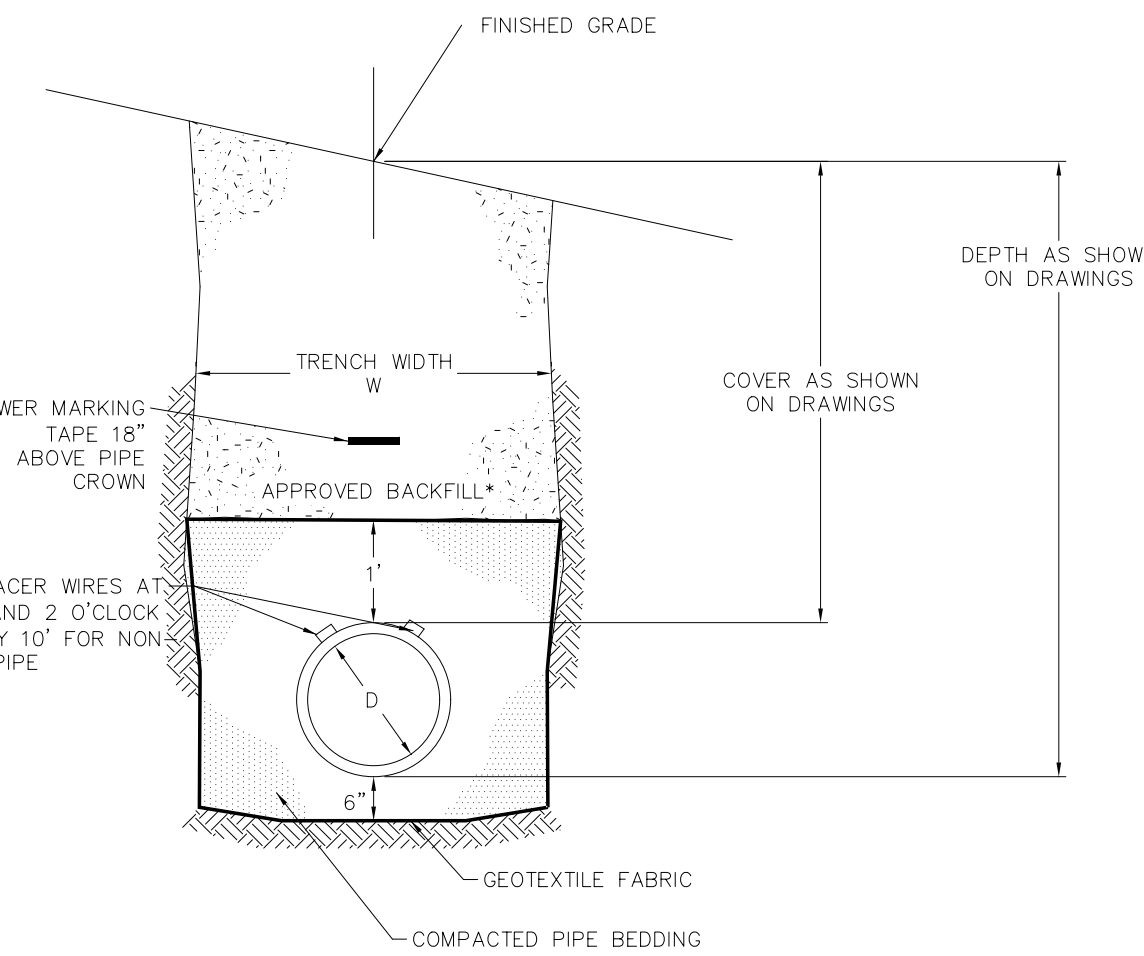 FINISHED GRADE
DEPTH AS SHOW
ON DRAWINGS
TRENCH WIDTH
W
COVER AS SHOWN
ON DRAWINGS
WER MARKING
TAPE 18"
ABOVE PIPE
CROWN
APPROVED BACKFILL*
1'
ACER WIRES AT
AND 2 O'CLOCK
Y 10' FOR NON-
PIPE
D
6"
GEOTEXTILE FABRIC
COMPACTED PIPE BEDDING